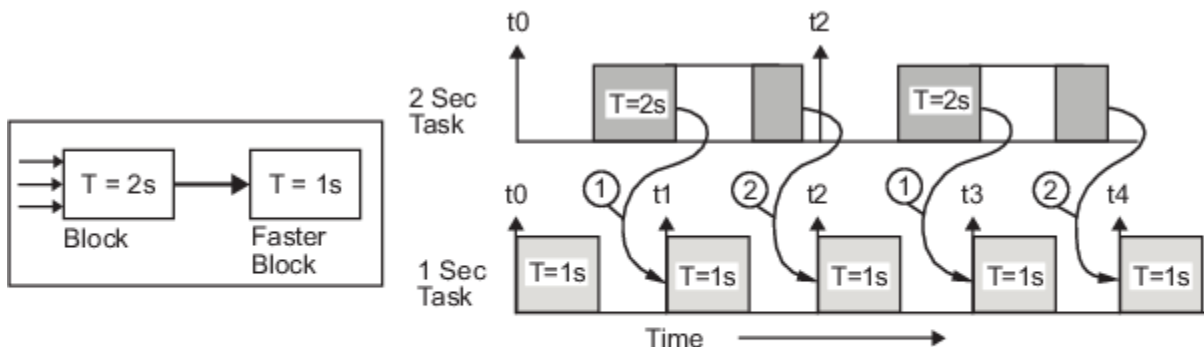 T = 2s
T = 1s
Block
Faster
Block
t0
t2
2 Sec
Task
T=2s
T=2s
1
2
1
2
t0
t1
t2
t3
t4
1 Sec
Task
T=1s
T=1s
T=1s
T=1s
T=1s
Time